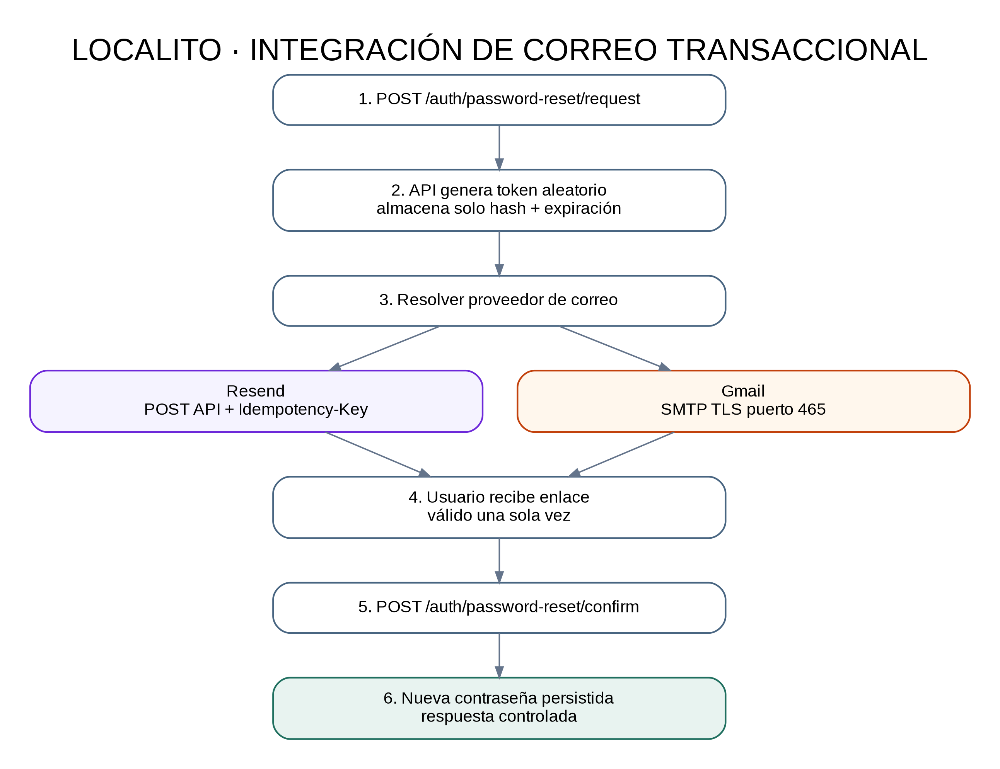 LOCALITO · INTEGRACIÓN DE CORREO TRANSACCIONAL
1. POST /auth/password-reset/request
2. API genera token aleatorio
almacena solo hash + expiración
3. Resolver proveedor de correo
Resend
POST API + Idempotency-Key
Gmail
SMTP TLS puerto 465
4. Usuario recibe enlace
válido una sola vez
5. POST /auth/password-reset/confirm
6. Nueva contraseña persistida
respuesta controlada